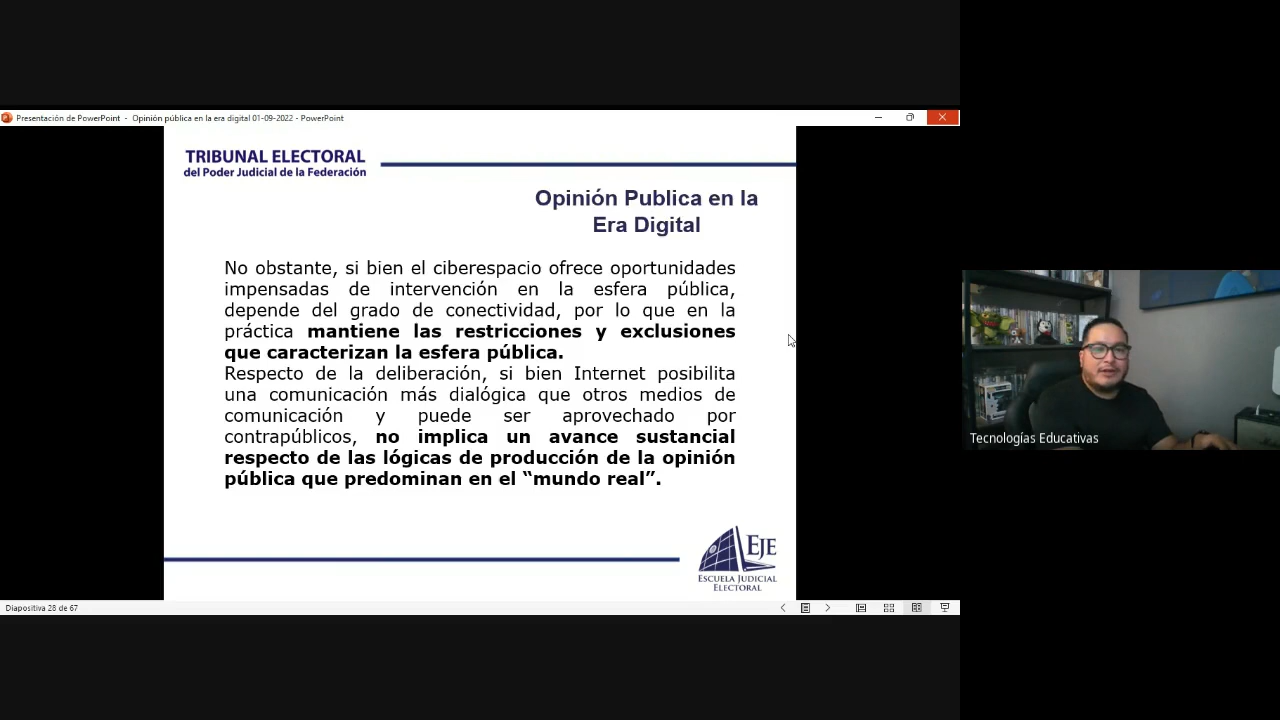 Presentación de PowerPoint - Opinión pública en la era digital 01-09-2022 - PowerPoint
TRIBUNAL ELECTORAL
del Poder Judicial de la Federación
Opinión Publica en la
Era Digital
No obstante, si bien el ciberespacio ofrece oportunidades
impensadas de intervención en la esfera pública,
depende del grado de conectividad, por lo que en la
práctica mantiene las restricciones y exclusiones
que caracterizan la esfera pública.
Respecto de la deliberación, si bien Internet posibilita
una comunicación más dialógica que otros medios de
comunicación y puede ser aprovechado por
contrapúblicos, no implica un avance sustancial
respecto de las lógicas de producción de la opinión
pública que predominan en el “mundo real”.
EJE
ESCUELA JUDICIAL
ELECTORAL
Diapositiva 28 de 67
Tecnologías Educativas